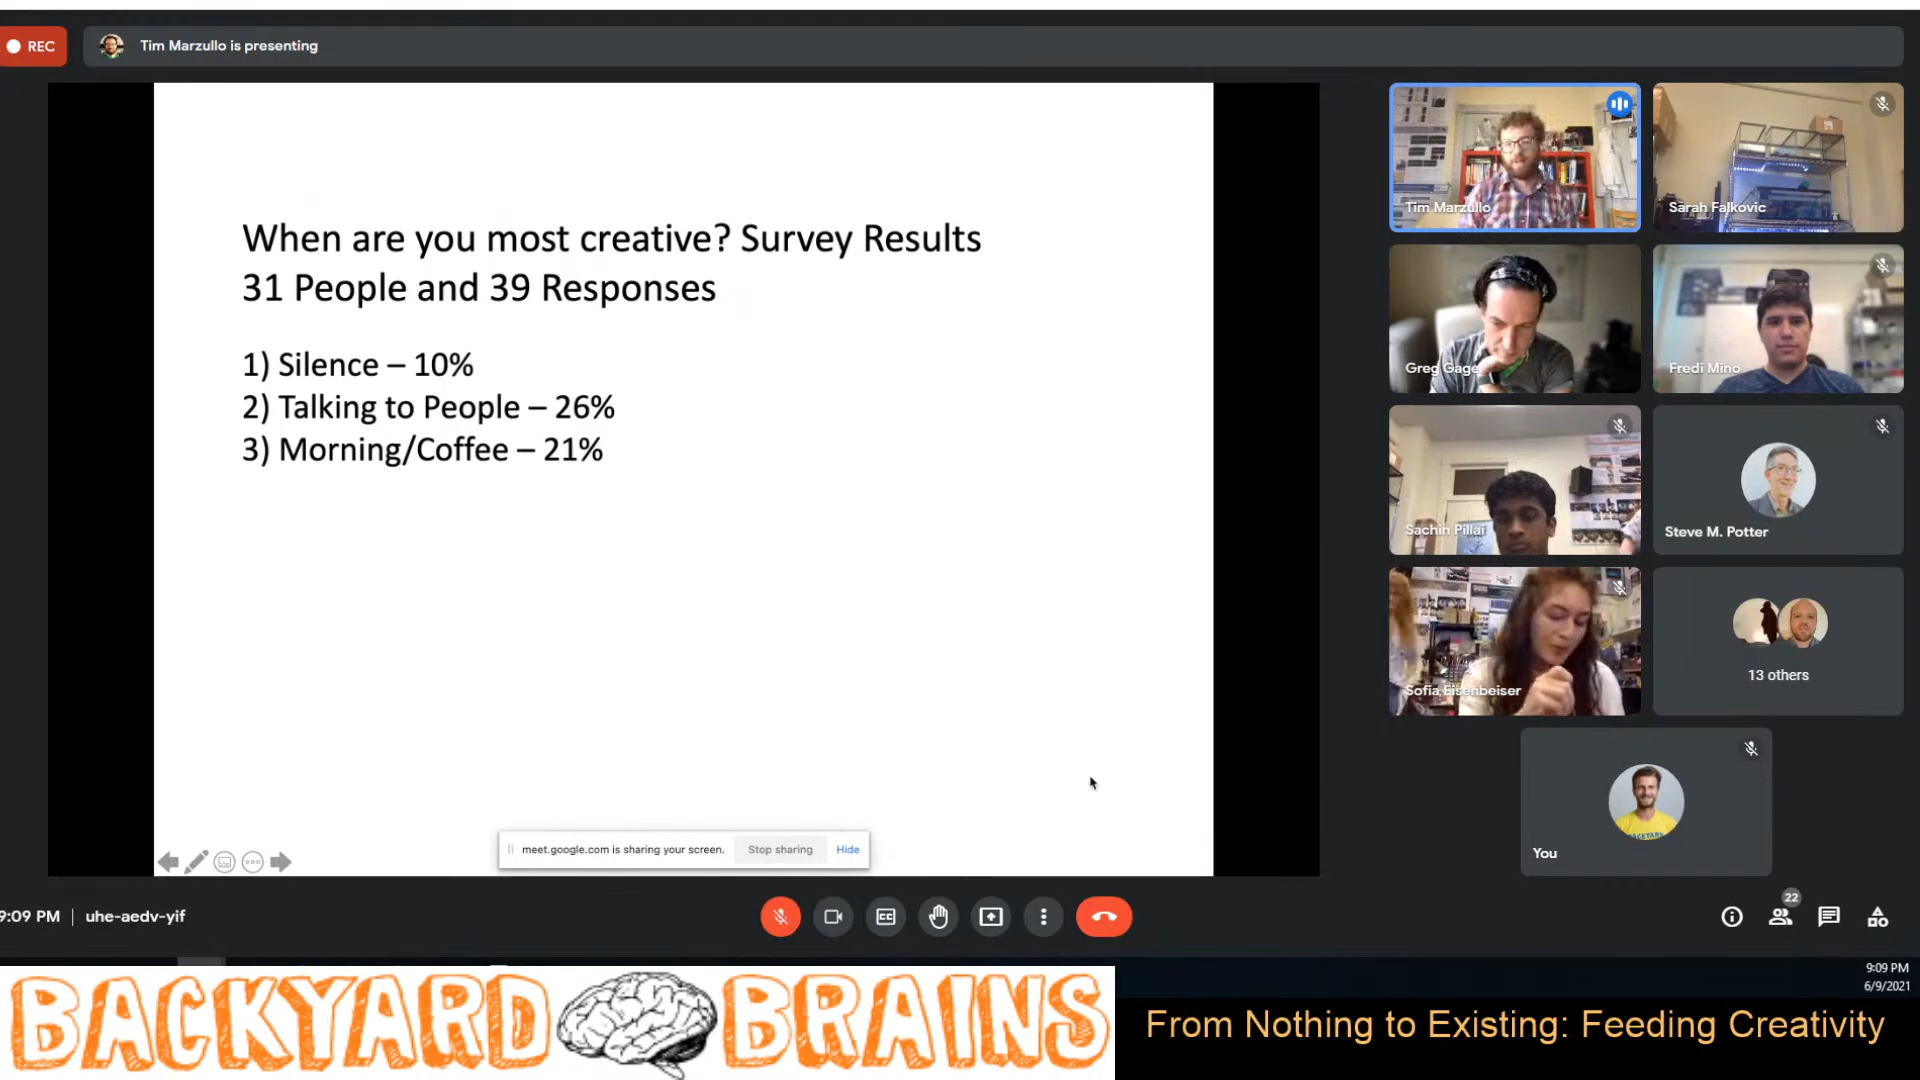 REC
Tim Marzullo is presenting
When are you most creative? Survey Results
31 People and 39 Responses
1) Silence – 10%
2) Talking to People – 26%
3) Morning/Coffee – 21%
meet.google.com is sharing your screen.
Stop sharing
Hide
Tim Marzullo
Sarah Falkovic
Greg Gage
Fredi Mino
Sachin Pillai
Steve M. Potter
Sofia Eisenbeiser
13 others
You
9:09 PM | uhe-aedv-yif
CC
22
9:09 PM
6/9/2021
BACKYARD BRAINS
From Nothing to Existing: Feeding Creativity